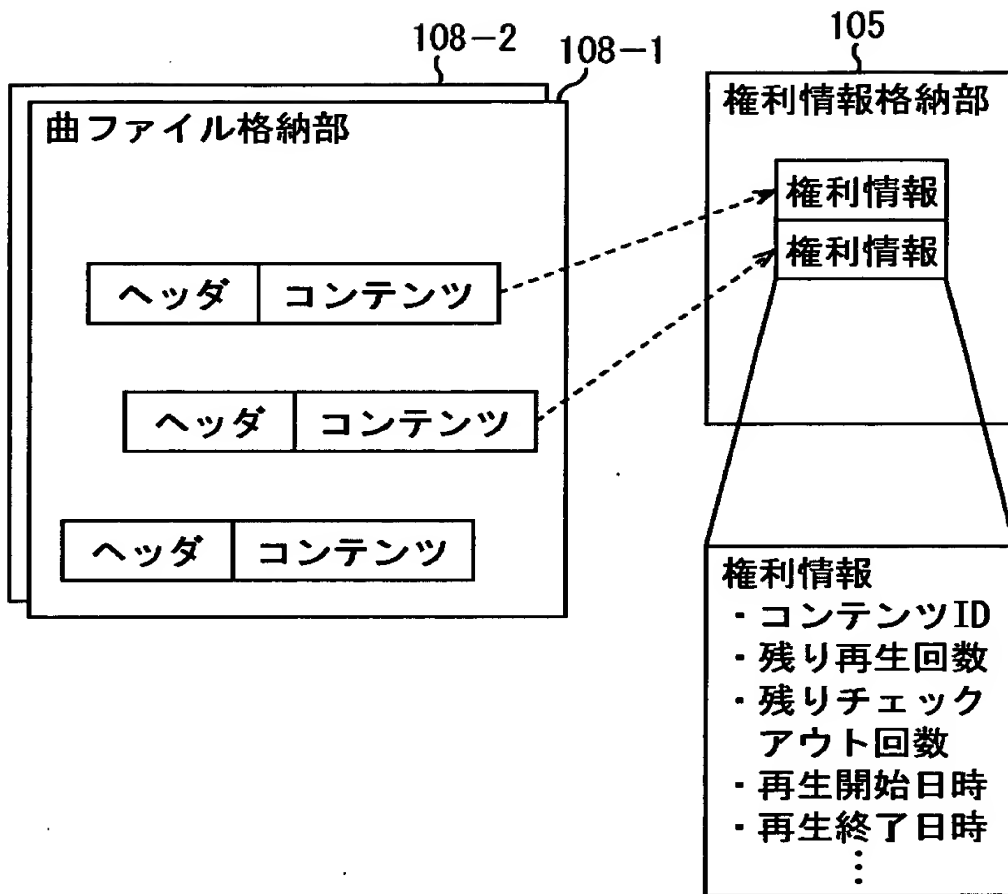 108-2
108-1
曲ファイル格納部
ヘッダ
コンテンツ
ヘッダ
コンテンツ
ヘッダ
コンテンツ
105
権利情報格納部
権利情報
権利情報
権利情報
・コンテンツID
・残り再生回数
・残りチェック
アウト回数
・再生開始日時
・再生終了日時
⋮